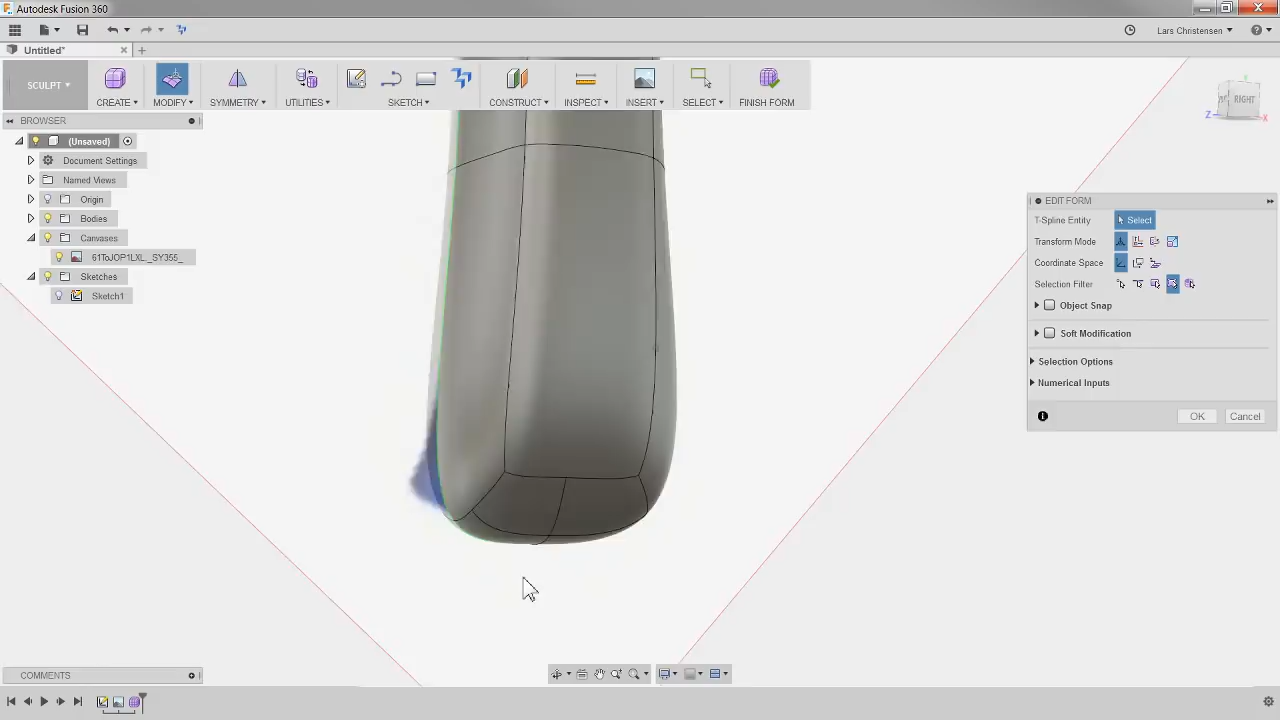 Autodesk Fusion 360
Lars Christensen
Untitled*
SCULPT
CREATE
MODIFY
SYMMETRY
UTILITIES
SKETCH
CONSTRUCT
INSPECT
INSERT
SELECT
FINISH FORM
RIGHT
Z
X
BROWSER
(Unsaved)
Document Settings
Named Views
Origin
Bodies
Canvases
61ToJOP1LXL._SY355_
Sketches
Sketch1
EDIT FORM
T-Spline Entity
Select
Transform Mode
Coordinate Space
Selection Filter
Object Snap
Soft Modification
Selection Options
Numerical Inputs
OK
Cancel
COMMENTS